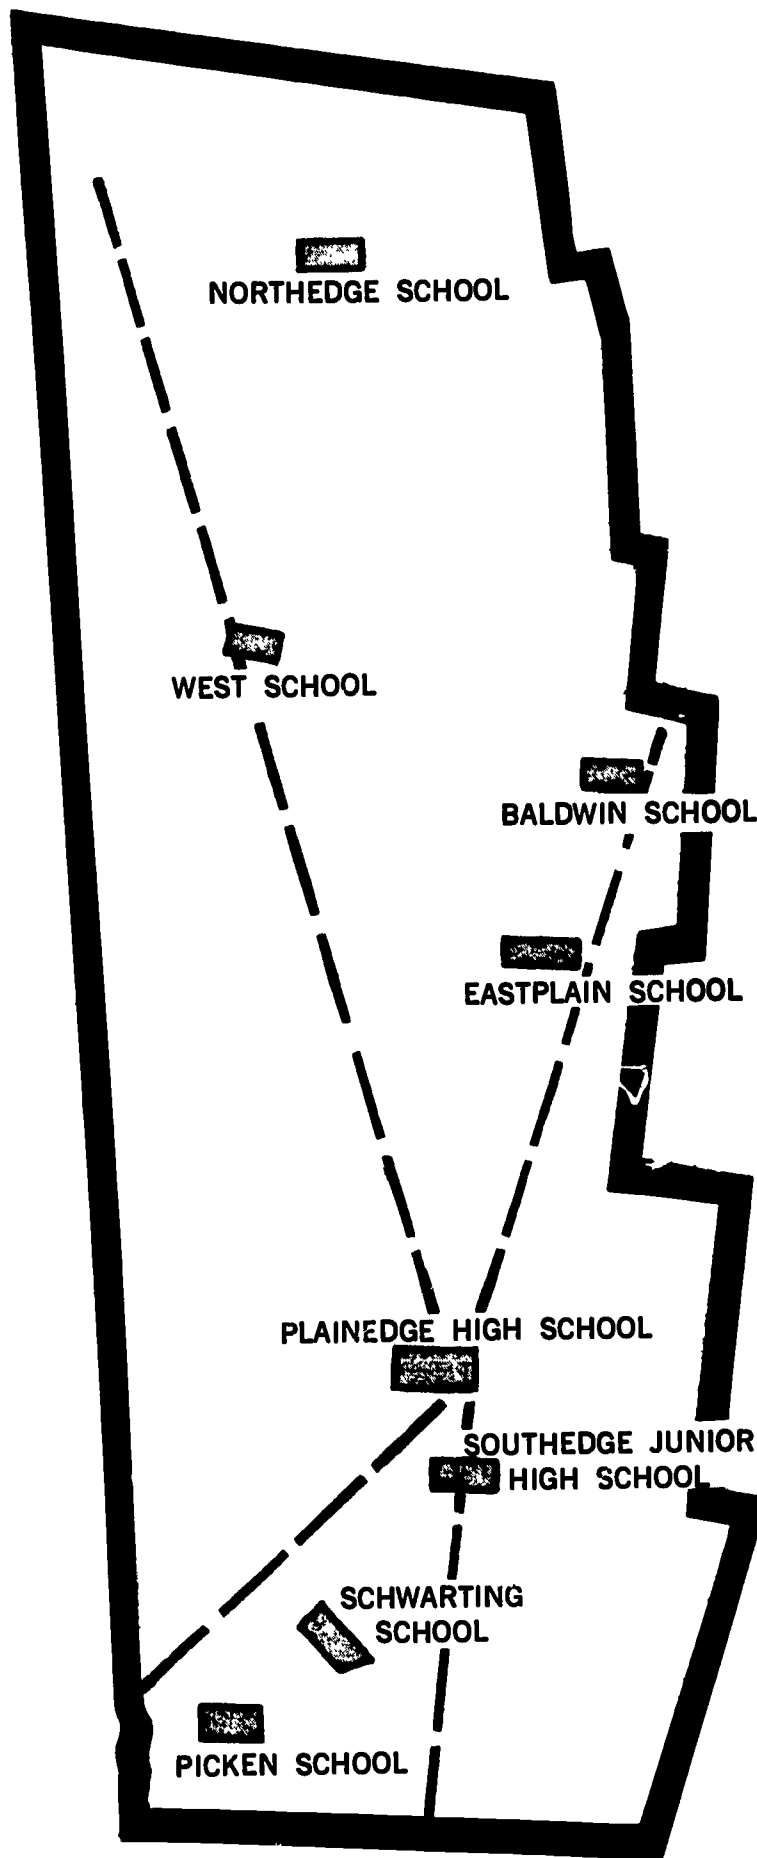 NORTHEDGE SCHOOL
WEST SCHOOL
BALDWIN SCHOOL
EASTPLAIN SCHOOL
PLAINEDGE HIGH SCHOOL
SOUTHEDGE JUNIOR
HIGH SCHOOL
SCHWARTING
SCHOOL
PICKEN SCHOOL